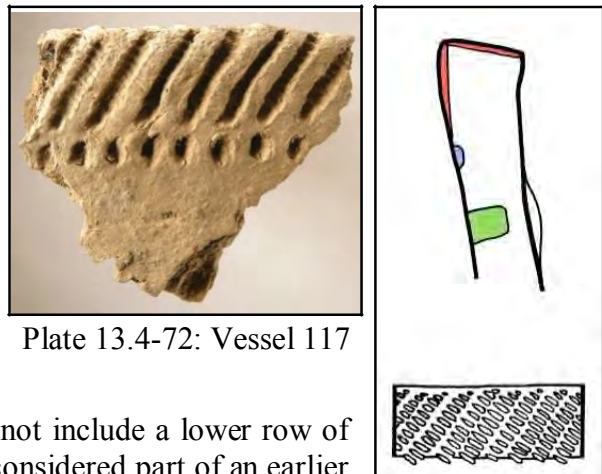 Plate 13.4-72: Vessel 117
not include a lower row of
considered part of an earlier